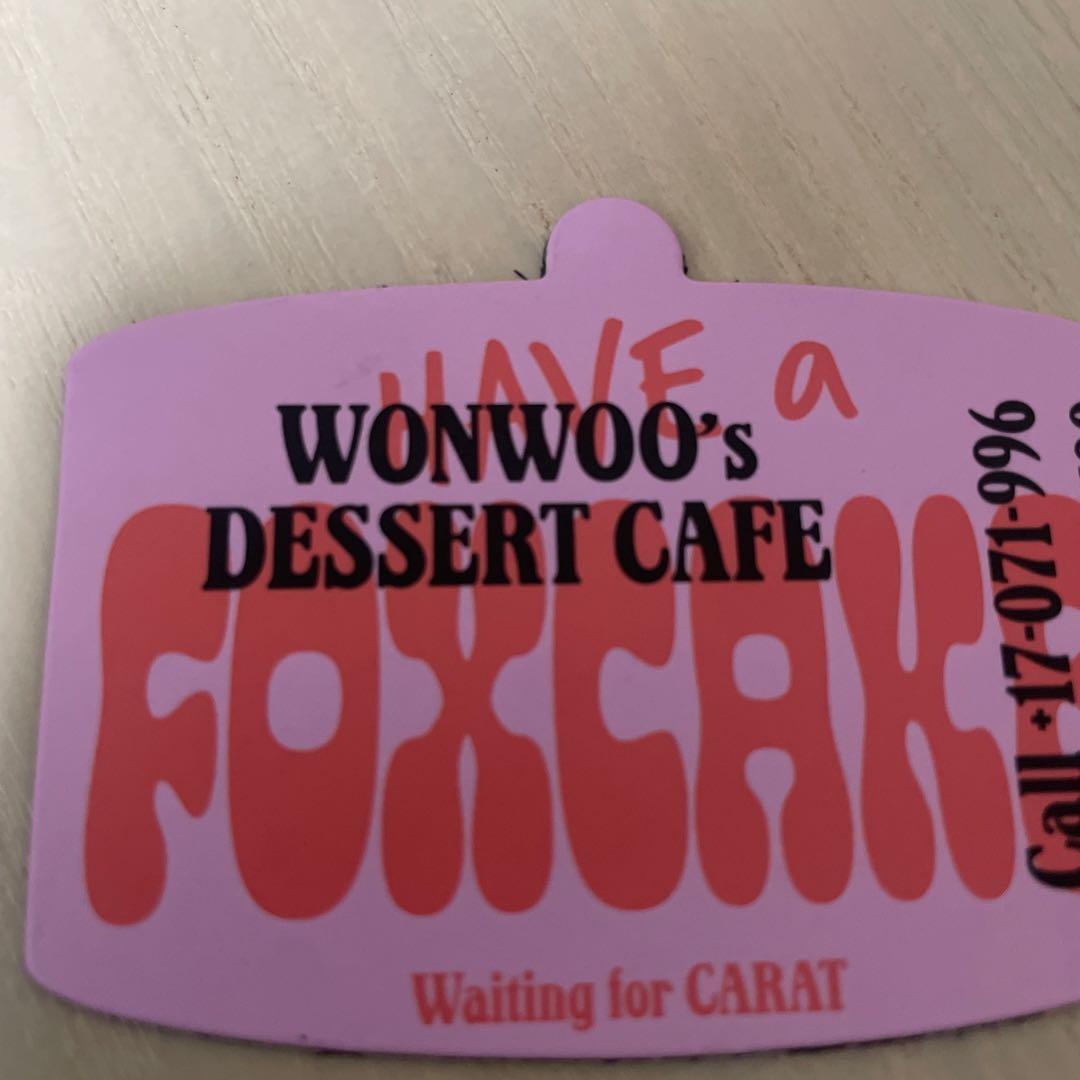 HAVE a
WONWOO's
DESSERT CAFE
FOXCAK
Call +17-071-996
Waiting for CARAT